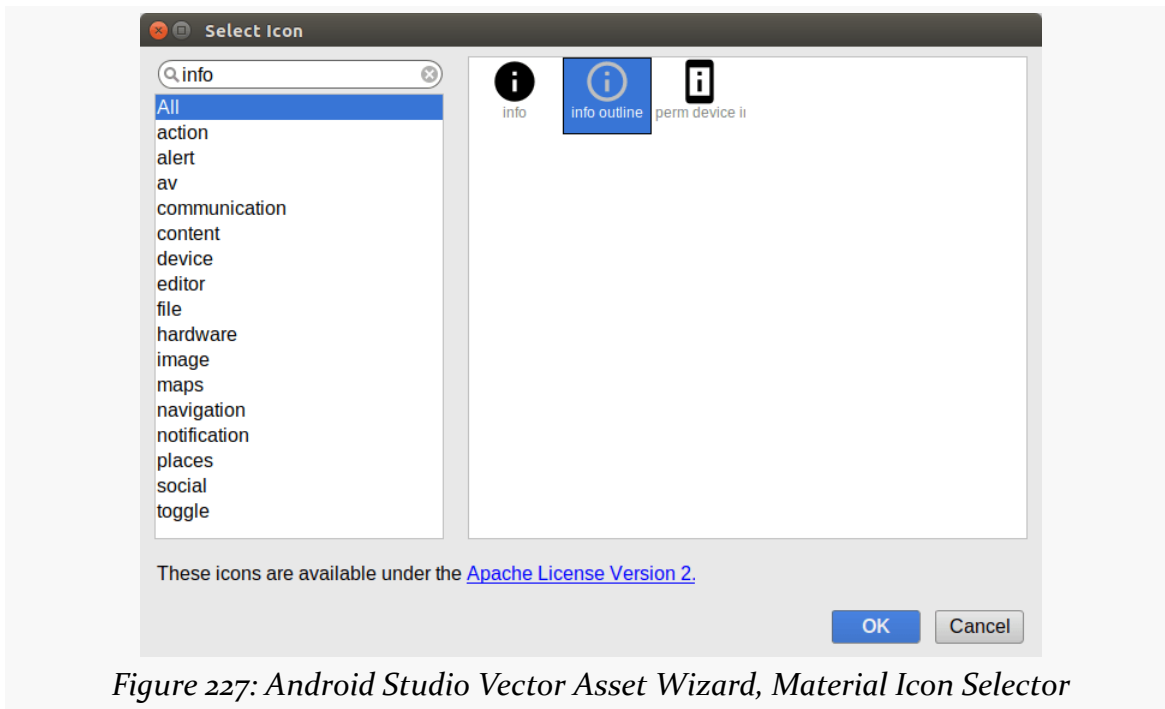 Select Icon
info
All
action
alert
av
communication
content
device
editor
file
hardware
image
maps
navigation
notification
places
social
toggle
info
info outline
perm device
These icons are available under the Apache License Version 2.
OK
Cancel
Figure 227: Android Studio Vector Asset Wizard, Material Icon Selector